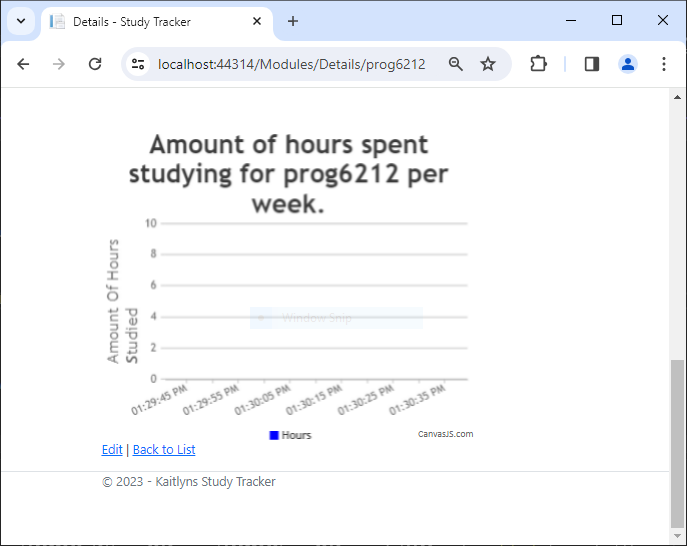 Details - Study Tracker
localhost:44314/Modules/Details/prog6212
Amount of hours spent
studying for prog6212 per
week.
Amount Of Hours
Studied
10
8
6
4
2
0
Window Snip
01:29:45 PM
01:29:55 PM
01:30:05 PM
01:30:15 PM
01:30:25 PM
01:30:35 PM
Hours
CanvasJS.com
Edit | Back to List
© 2023 - Kaitlyns Study Tracker